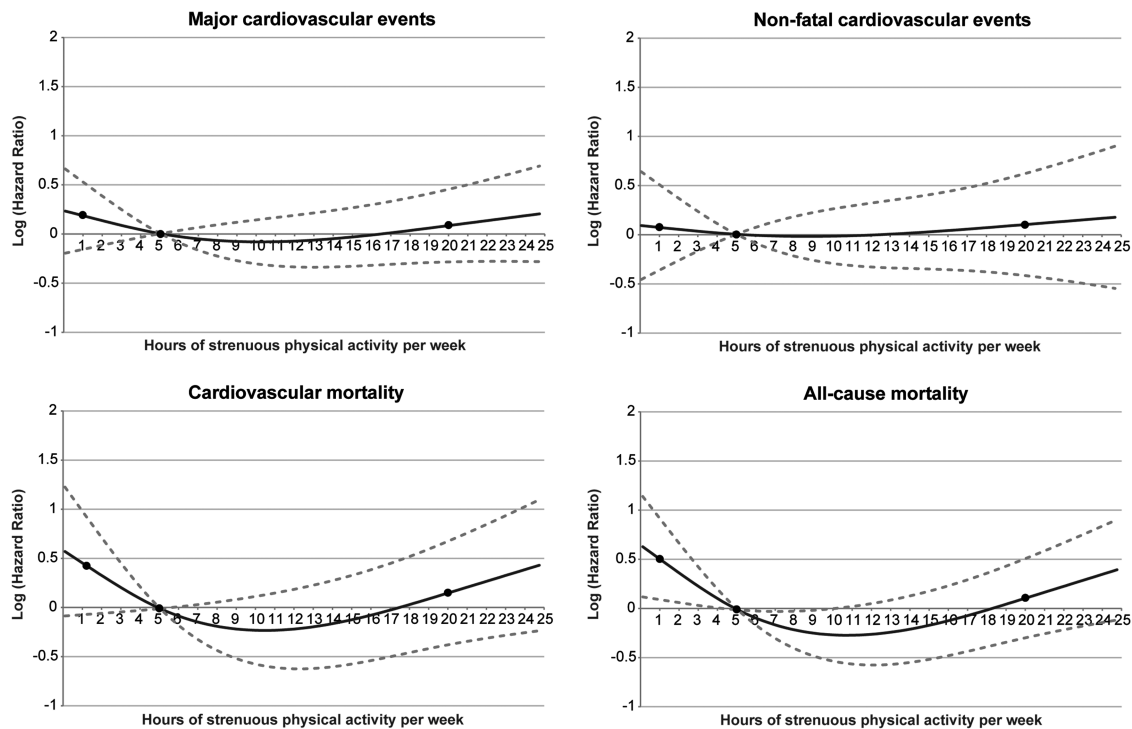 Major cardiovascular events
2
1.5
1
0.5
0
-0.5
-1
Log (Hazard Ratio)
1 2 3 4 5 6 7 8 9 10 11 12 13 14 15 16 17 18 19 20 21 22 23 24 25
Hours of strenuous physical activity per week
Non-fatal cardiovascular events
2
1.5
1
0.5
0
-0.5
-1
Log (Hazard Ratio)
1 2 3 4 5 6 7 8 9 10 11 12 13 14 15 16 17 18 19 20 21 22 23 24 25
Hours of strenuous physical activity per week
Cardiovascular mortality
2
1.5
1
0.5
0
-0.5
-1
Log (Hazard Ratio)
1 2 3 4 5 6 7 8 9 10 11 12 13 14 15 16 17 18 19 20 21 22 23 24 25
Hours of strenuous physical activity per week
All-cause mortality
2
1.5
1
0.5
0
-0.5
-1
Log (Hazard Ratio)
1 2 3 4 5 6 7 8 9 10 11 12 13 14 15 16 17 18 19 20 21 22 23 24 25
Hours of strenuous physical activity per week